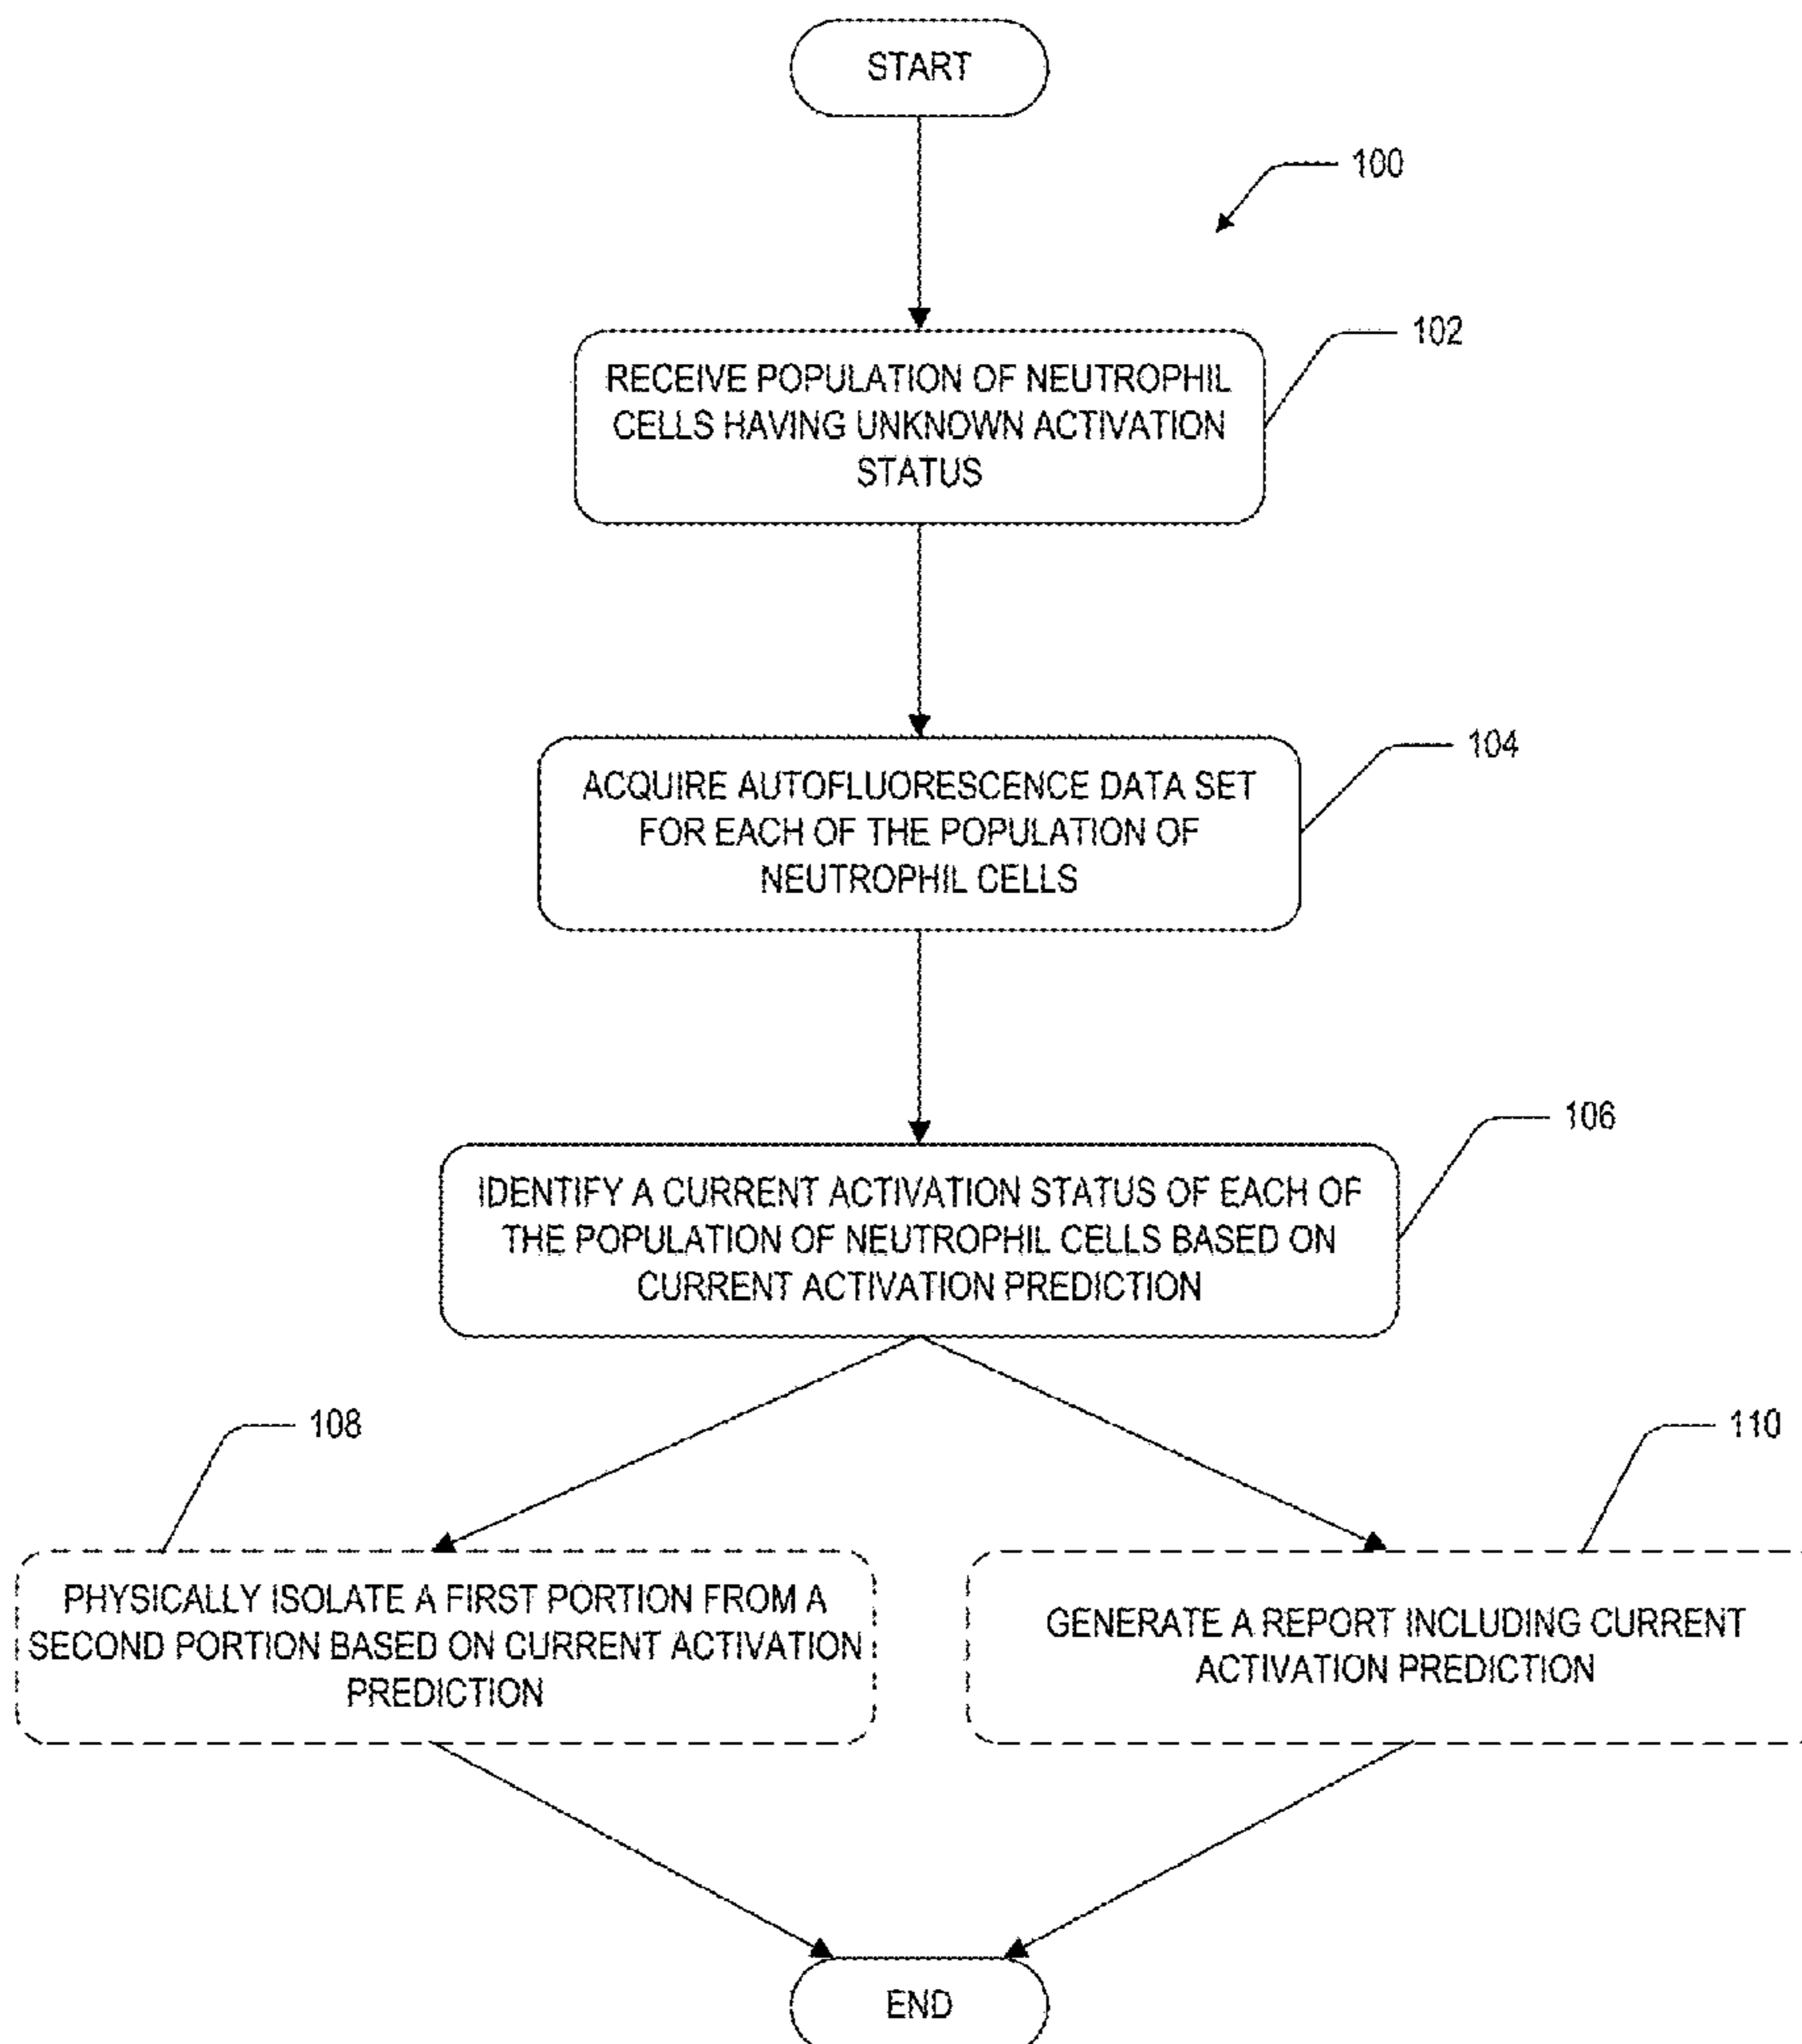 START
100
102
RECEIVE POPULATION OF NEUTROPHIL
CELLS HAVING UNKNOWN ACTIVATION
STATUS
104
ACQUIRE AUTOFLUORESCENCE DATA SET
FOR EACH OF THE POPULATION OF
NEUTROPHIL CELLS
106
IDENTIFY A CURRENT ACTIVATION STATUS OF EACH OF
THE POPULATION OF NEUTROPHIL CELLS BASED ON
CURRENT ACTIVATION PREDICTION
108
110
PHYSICALLY ISOLATE A FIRST PORTION FROM A
SECOND PORTION BASED ON CURRENT ACTIVATION
PREDICTION
GENERATE A REPORT INCLUDING CURRENT
ACTIVATION PREDICTION
END